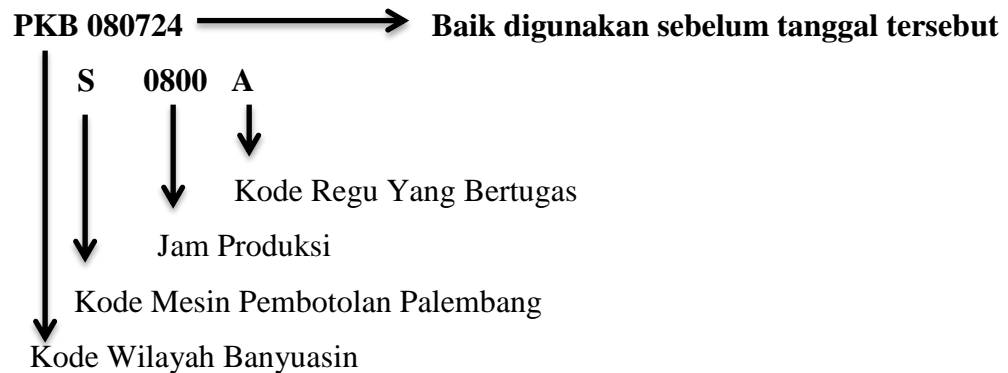 PKB 080724 Baik digunakan sebelum tanggal tersebut
S 0800 A
Kode Regu Yang Bertugas
Jam Produksi
Kode Mesin Pembotolan Palembang
Kode Wilayah Banyuasin